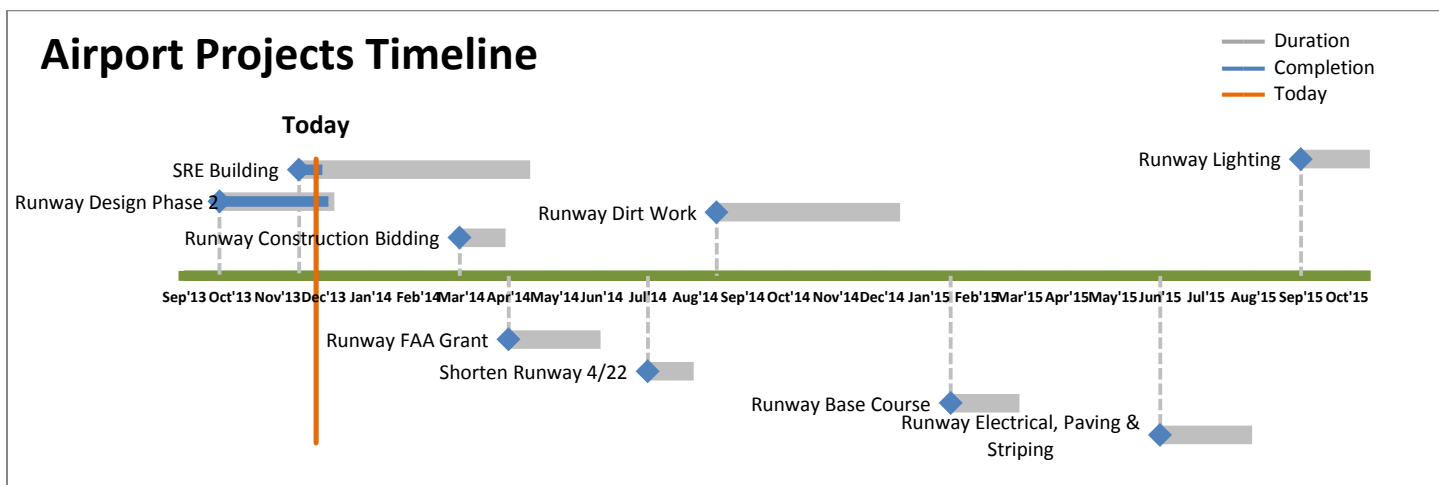 Airport Projects Timeline
Duration
Completion
Today
Today
SRE Building
Runway Lighting
Runway Design Phase 2
Runway Dirt Work
Runway Construction Bidding
Sep'13 Oct'13 Nov'13 Dec'13 Jan'14 Feb'14 Mar'14 Apr'14 May'14 Jun'14 Jul'14 Aug'14 Sep'14 Oct'14 Nov'14 Dec'14 Jan'15 Feb'15 Mar'15 Apr'15 May'15 Jun'15 Jul'15 Aug'15 Sep'15 Oct'15
Runway FAA Grant
Shorten Runway 4/22
Runway Base Course
Runway Electrical, Paving &
Striping